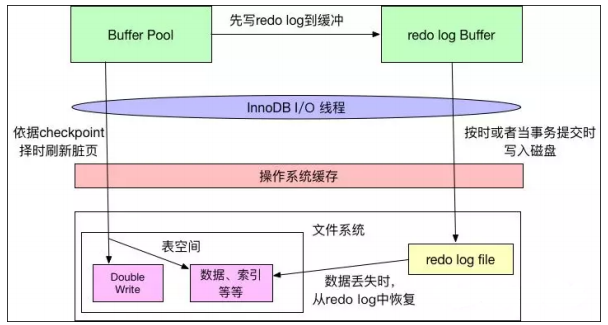 Buffer Pool
先写redo log到缓冲
redo log Buffer
InnoDB I/O 线程
依据checkpoint
择时刷新脏页
按时或者当事务提交时
写入磁盘
操作系统缓存
文件系统
表空间
Double
Write
数据、索引
等等
redo log file
数据丢失时，
从redo log中恢复